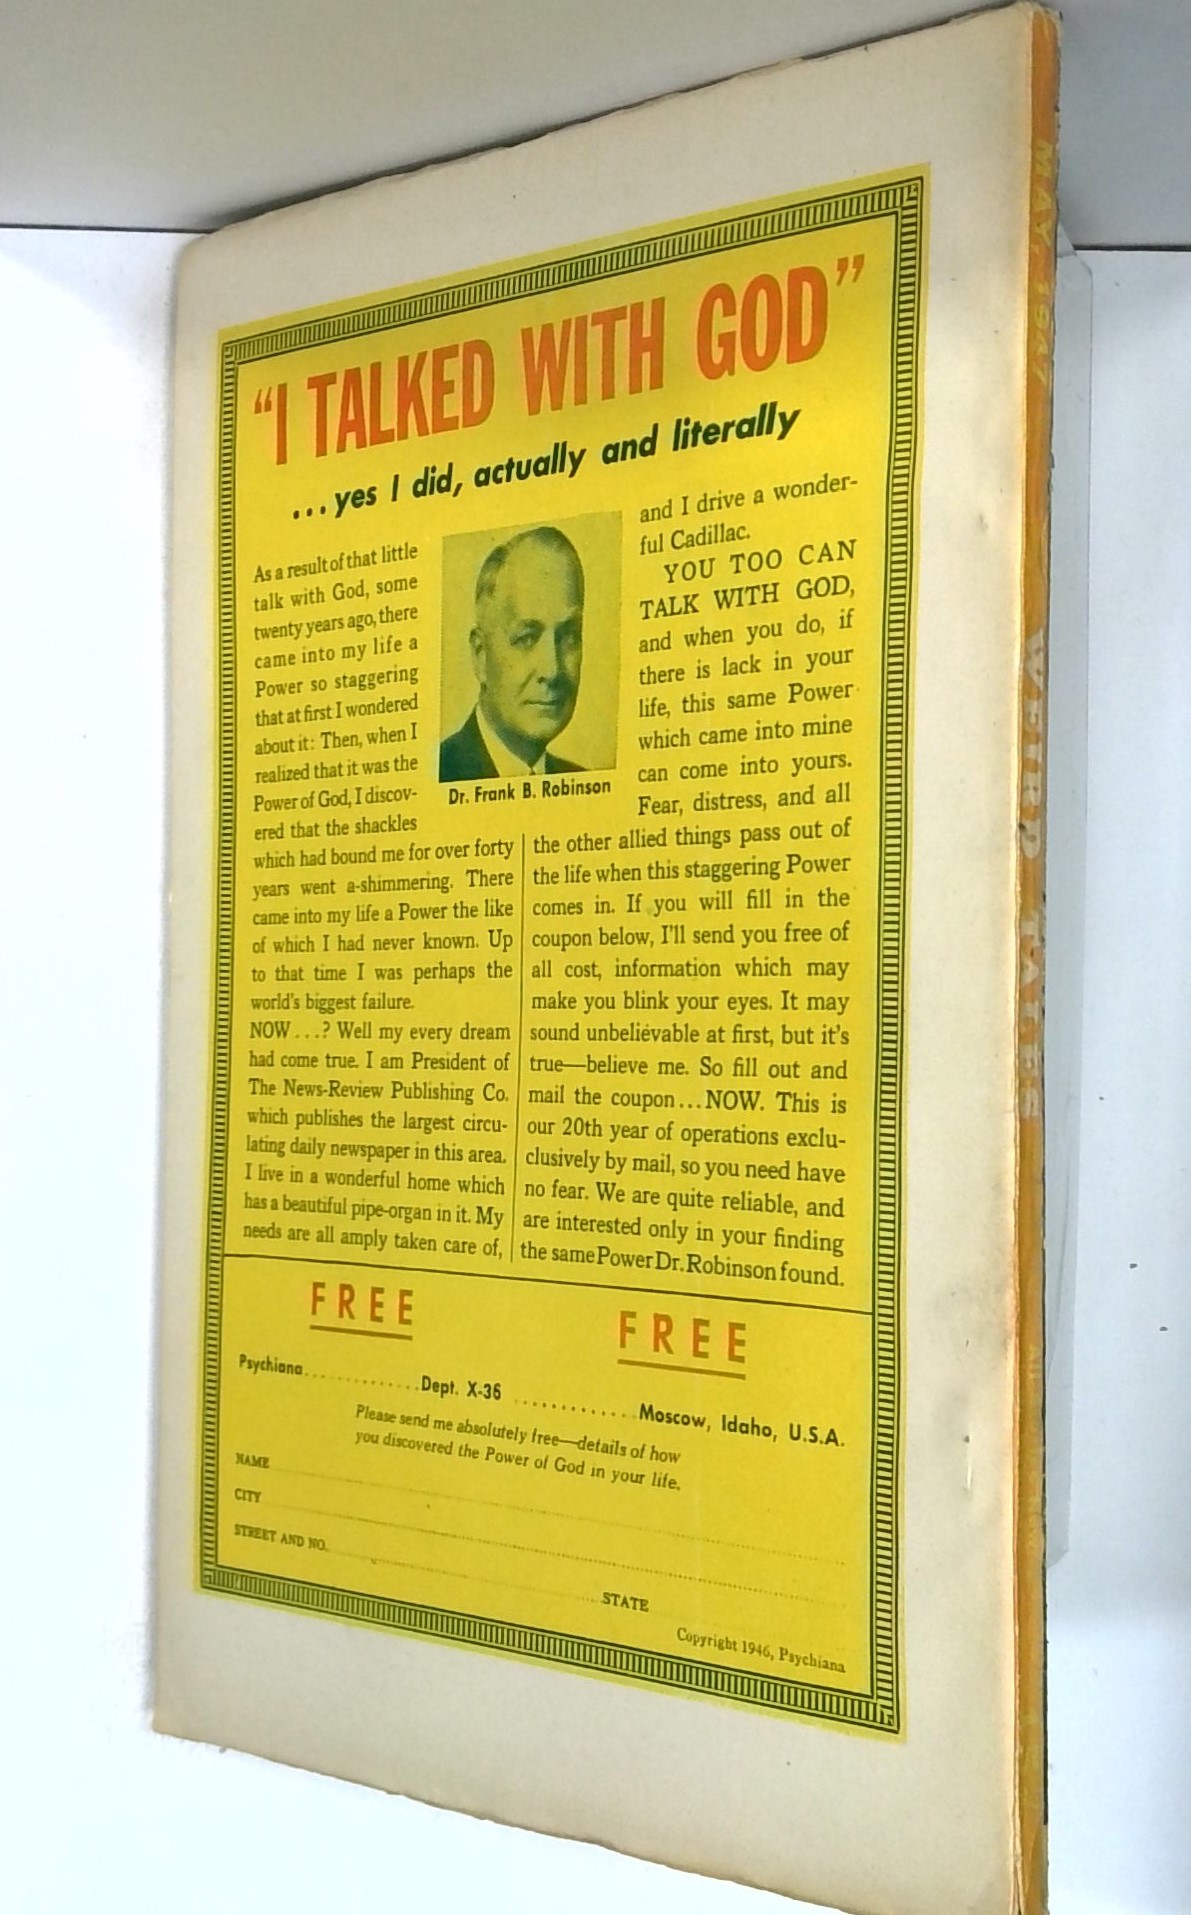 "I TALKED WITH GOD"
...yes I did, actually and literally
As a result of that little
talk with God, some
twenty years ago, there
came into my life a
Power so staggering
that at first I wondered
about it: Then, when I
realized that it was the
Power of God, I discov-
ered that the shackles
which had bound me for over forty
years went a-shimmering. There
came into my life a Power the like
of which I had never known. Up
to that time I was perhaps the
world's biggest failure.
NOW...? Well my every dream
had come true. I am President of
The News-Review Publishing Co.
which publishes the largest circu-
lating daily newspaper in this area.
I live in a wonderful home which
has a beautiful pipe-organ in it. My
needs are all amply taken care of,
Dr. Frank B. Robinson
and I drive a wonder-
ful Cadillac.
YOU TOO CAN
TALK WITH GOD,
and when you do, if
there is lack in your
life, this same Power
which came into mine
can come into yours.
Fear, distress, and all
the other allied things pass out of
the life when this staggering Power
comes in. If you will fill in the
coupon below, I'll send you free of
all cost, information which may
make you blink your eyes. It may
sound unbelievable at first, but it's
true—believe me. So fill out and
mail the coupon...NOW. This is
our 20th year of operations exclu-
clusively by mail, so you need have
no fear. We are quite reliable, and
are interested only in your finding
the same Power Dr. Robinson found.
FREE FREE
Psychiana.............Dept. X-36 .............Moscow, Idaho, U.S.A.
Please send me absolutely free—details of how
you discovered the Power of God in your life.
NAME
CITY
STREET AND NO.
STATE
Copyright 1946, Psychiana
MAY, 1947
WEIRD TALES